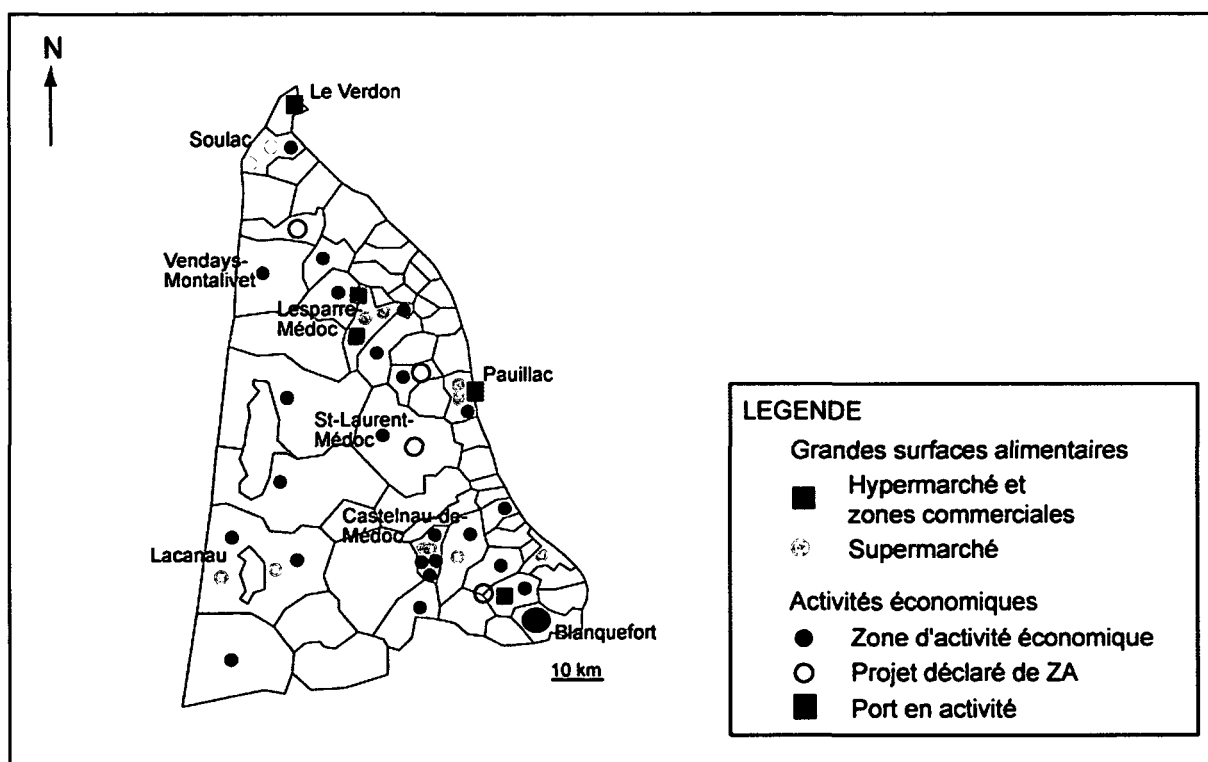 N
Le Verdon
Soulac
Vendays-
Montalivet
Lesparre-
Médoc
Pauillac
St-Laurent-
Médoc
Castelnau-de-
Médoc
Lacanau
Blanquefort
10 km
LEGENDE
Grandes surfaces alimentaires
Hypermarché et
zones commerciales
Supermarché
Activités économiques
Zone d'activité économique
Projet déclaré de ZA
Port en activité